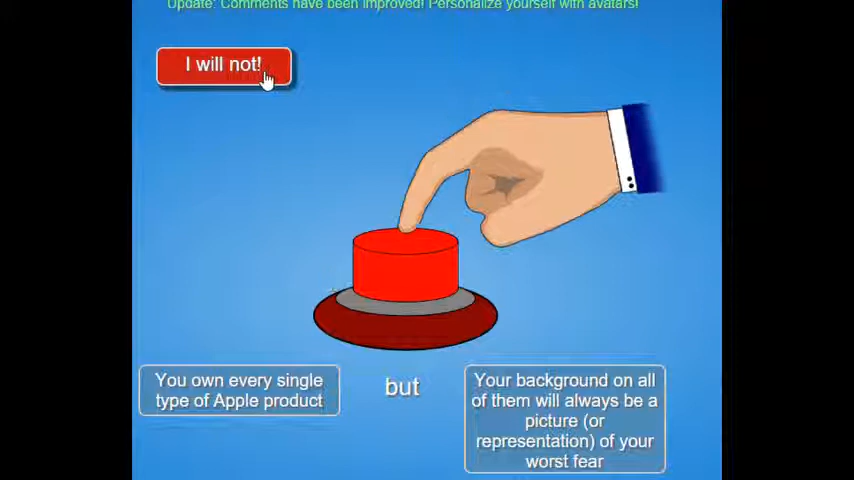 Update: Comments have been improved! Personalize yourself with avatars!
I will not!
You own every single
type of Apple product
but
Your background on all
of them will always be a
picture (or
representation) of your
worst fear